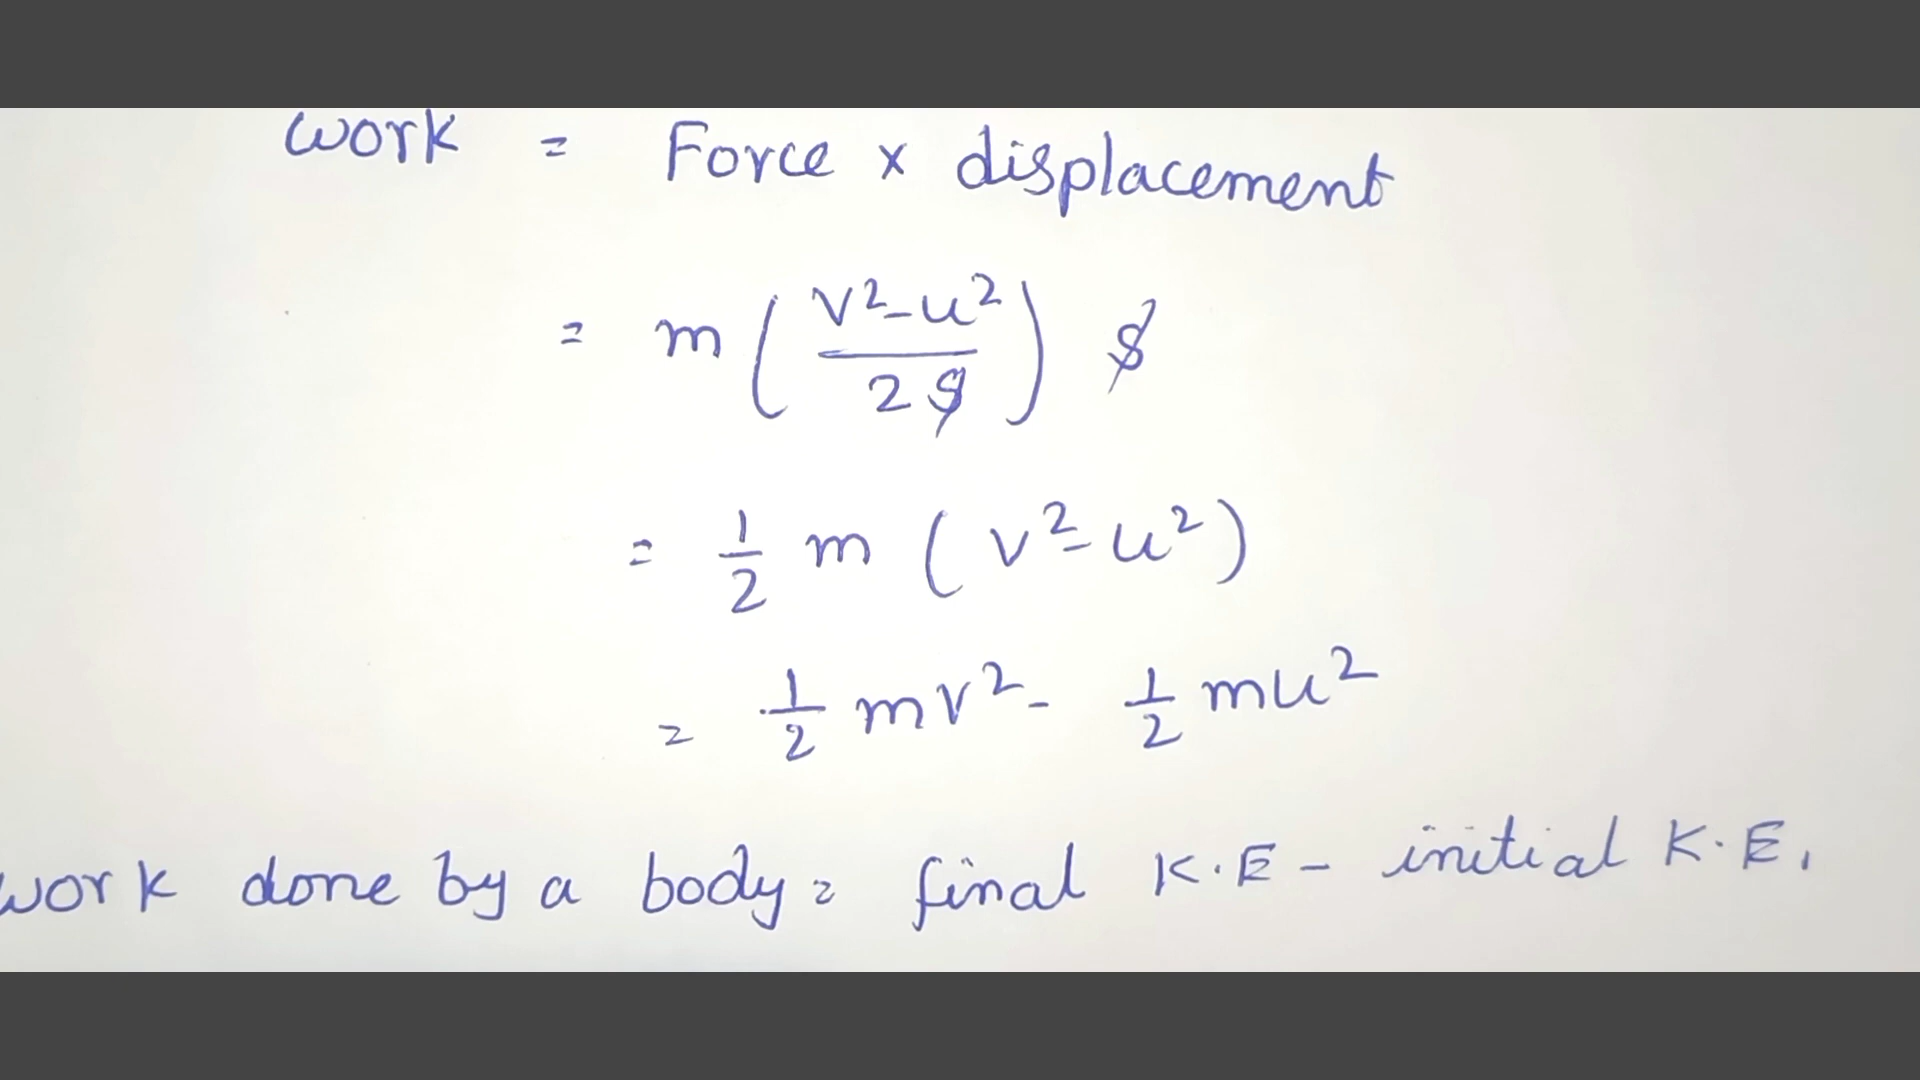 work = Force x displacement
= m ( v²-u² / 2s ) s
= 1/2 m ( v²-u² )
= 1/2 mv² - 1/2 mu²
work done by a body = final K.E - initial K.E.